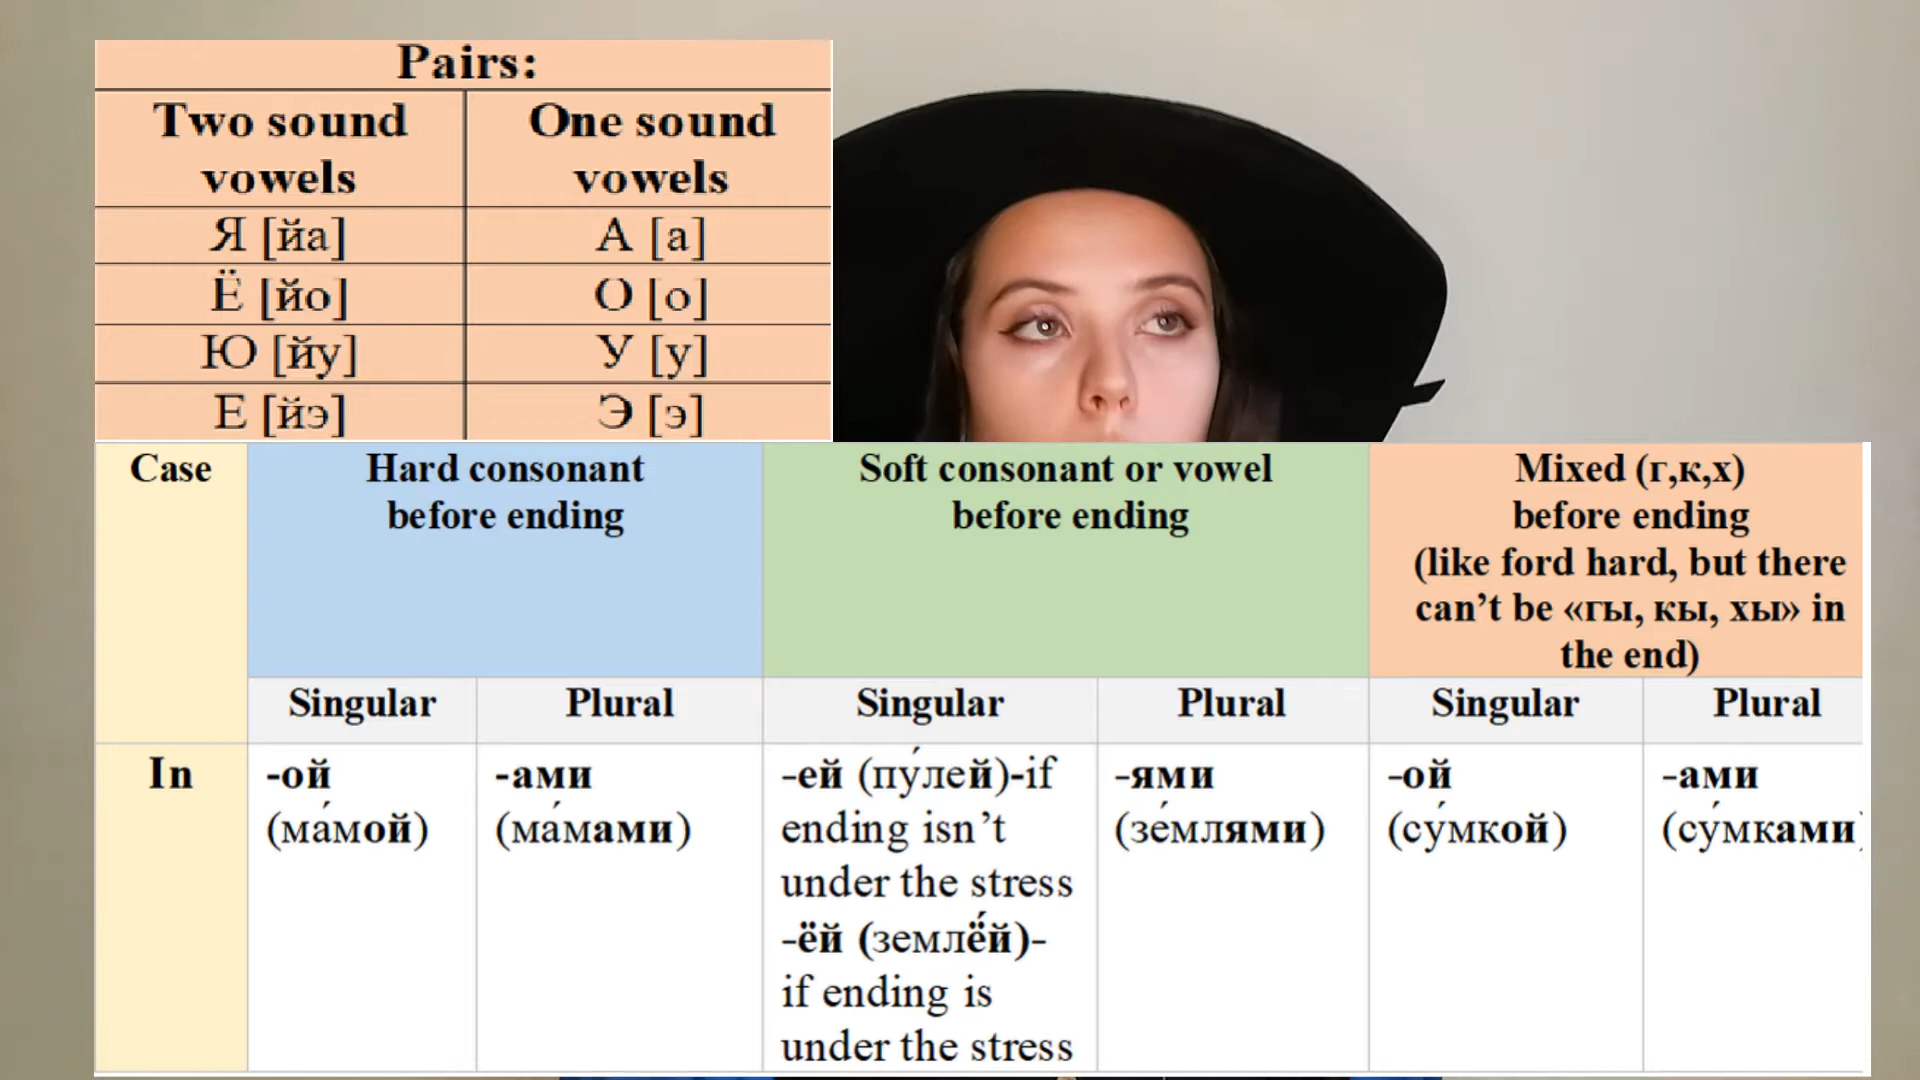 Pairs:
Two sound vowels
One sound vowels
Я [йа]
А [а]
Ё [йо]
О [о]
Ю [йу]
У [у]
Е [йэ]
Э [э]
Case
Hard consonant
before ending
Soft consonant or vowel
before ending
Mixed (г,к,х)
before ending
(like ford hard, but there
can’t be «гы, кы, хы» in
the end)
Singular
Plural
Singular
Plural
Singular
Plural
In
-ой
(ма́мой)
-ами
(ма́мами)
-ей (пу́лей)-if
ending isn’t
under the stress
-ёй (землё́й)-
if ending is
under the stress
-ями
(зе́млями)
-ой
(су́мкой)
-ами
(су́мками)